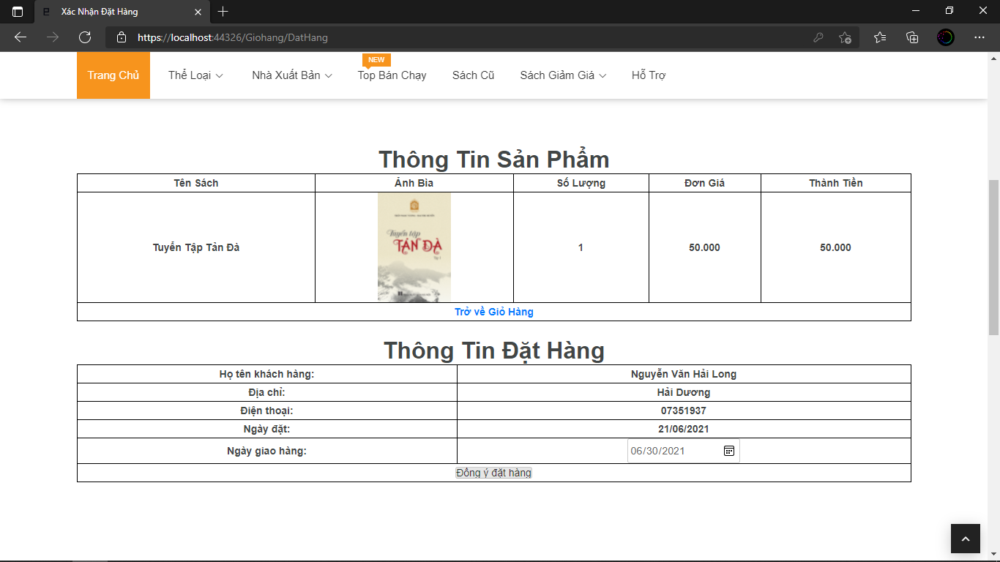 Xác Nhận Đặt Hàng
https://localhost:44326/Giohang/DatHang
NEW
Trang Chủ Thể Loại Nhà Xuất Bản Top Bán Chạy Sách Cũ Sách Giảm Giá Hỗ Trợ
Thông Tin Sản Phẩm
Tên Sách Ảnh Bìa Số Lượng Đơn Giá Thành Tiền
Tuyển tập
TẢN ĐÀ
Tuyển Tập Tản Đà 1 50.000 50.000
Trở về Giỏ Hàng
Thông Tin Đặt Hàng
Họ tên khách hàng: Nguyễn Văn Hải Long
Địa chỉ: Hải Dương
Điện thoại: 07351937
Ngày đặt: 21/06/2021
Ngày giao hàng: 06/30/2021
Đồng ý đặt hàng